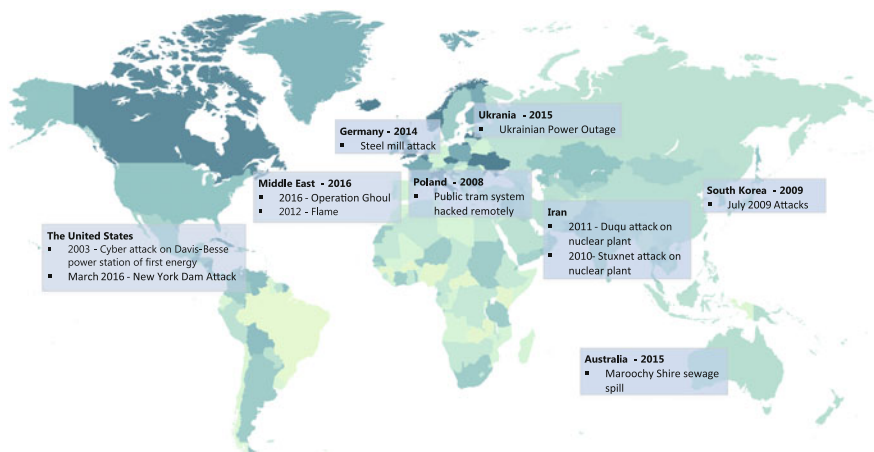 Ukrania - 2015
▪ Ukrainian Power Outage
Germany - 2014
▪ Steel mill attack
Middle East - 2016
▪ 2016 - Operation Ghoul
▪ 2012 - Flame
Poland - 2008
▪ Public tram system
hacked remotely
South Korea - 2009
▪ July 2009 Attacks
Iran
▪ 2011 - Duqu attack on
nuclear plant
▪ 2010- Stuxnet attack on
nuclear plant
The United States
▪ 2003 - Cyber attack on Davis-Besse
power station of first energy
▪ March 2016 - New York Dam Attack
Australia - 2015
▪ Maroochy Shire sewage
spill